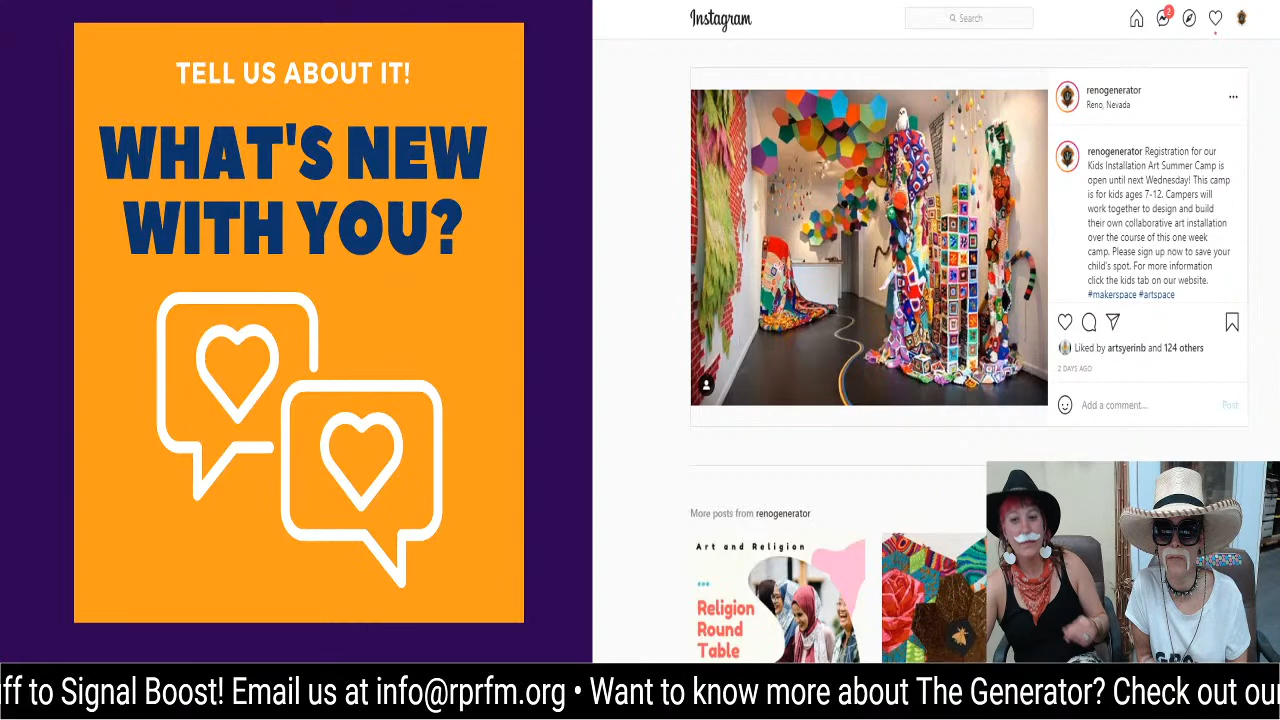 TELL US ABOUT IT!
WHAT'S NEW
WITH YOU?
Instagram
Search
2
renogenerator
Reno, Nevada
renogenerator Registration for our
Kids Installation Art Summer Camp is
open until next Wednesday! This camp
is for kids ages 7-12. Campers will
work together to design and build
their own collaborative art installation
over the course of this one week
camp. Please sign up now to save your
child's spot. For more information
click the kids tab on our website.
#makerspace #artspace
Liked by artsyerinb and 124 others
2 DAYS AGO
Add a comment...
Post
More posts from renogenerator
Art and Religion
Religion
Round
Table
ff to Signal Boost! Email us at info@rprfm.org • Want to know more about The Generator? Check out our